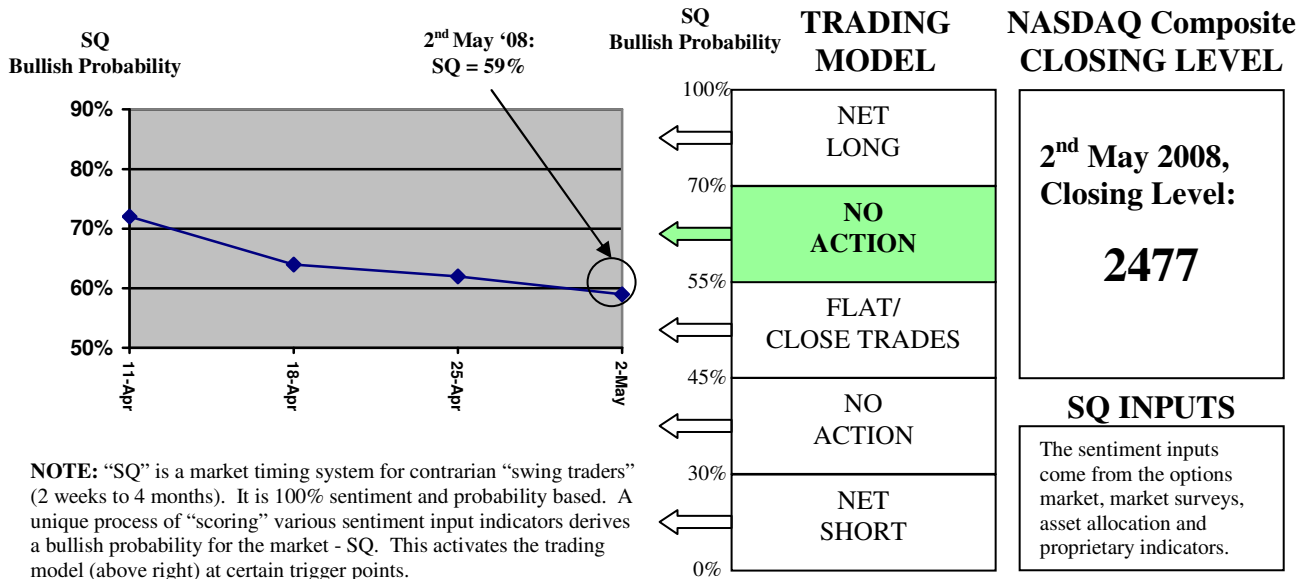 SQ
Bullish Probability
2nd May ‘08:
SQ = 59%
90%
80%
70%
60%
50%
11-Apr
18-Apr
25-Apr
2-May
NOTE: “SQ” is a market timing system for contrarian “swing traders”
(2 weeks to 4 months). It is 100% sentiment and probability based. A
unique process of “scoring” various sentiment input indicators derives
a bullish probability for the market - SQ. This activates the trading
model (above right) at certain trigger points.
SQ
Bullish Probability
TRADING
MODEL
100%
NET
LONG
70%
NO
ACTION
55%
FLAT/
CLOSE TRADES
45%
NO
ACTION
30%
NET
SHORT
0%
NASDAQ Composite
CLOSING LEVEL
2nd May 2008,
Closing Level:
2477
SQ INPUTS
The sentiment inputs
come from the options
market, market surveys,
asset allocation and
proprietary indicators.